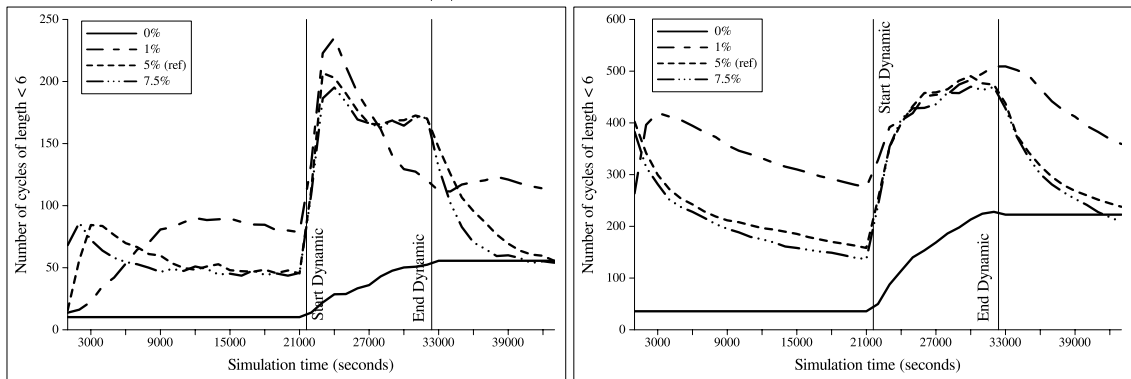 250
200
150
100
50
0
Number of cycles of length < 6
0%
1%
5% (ref)
7.5%
Start Dynamic
End Dynamic
3000 9000 15000 21000 27000 33000 39000
Simulation time (seconds)
600
500
400
300
200
100
0
Number of cycles of length < 6
0%
1%
5% (ref)
7.5%
Start Dynamic
End Dynamic
3000 9000 15000 21000 27000 33000 39000
Simulation time (seconds)